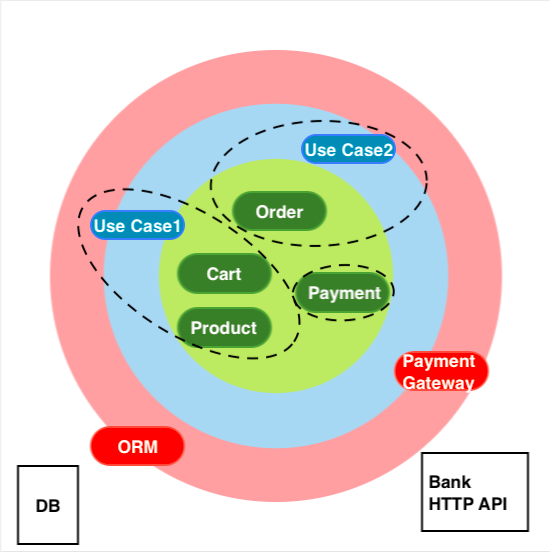 Use Case2
Order
Use Case1
Cart
Payment
Product
Payment
Gateway
ORM
DB
Bank
HTTP API